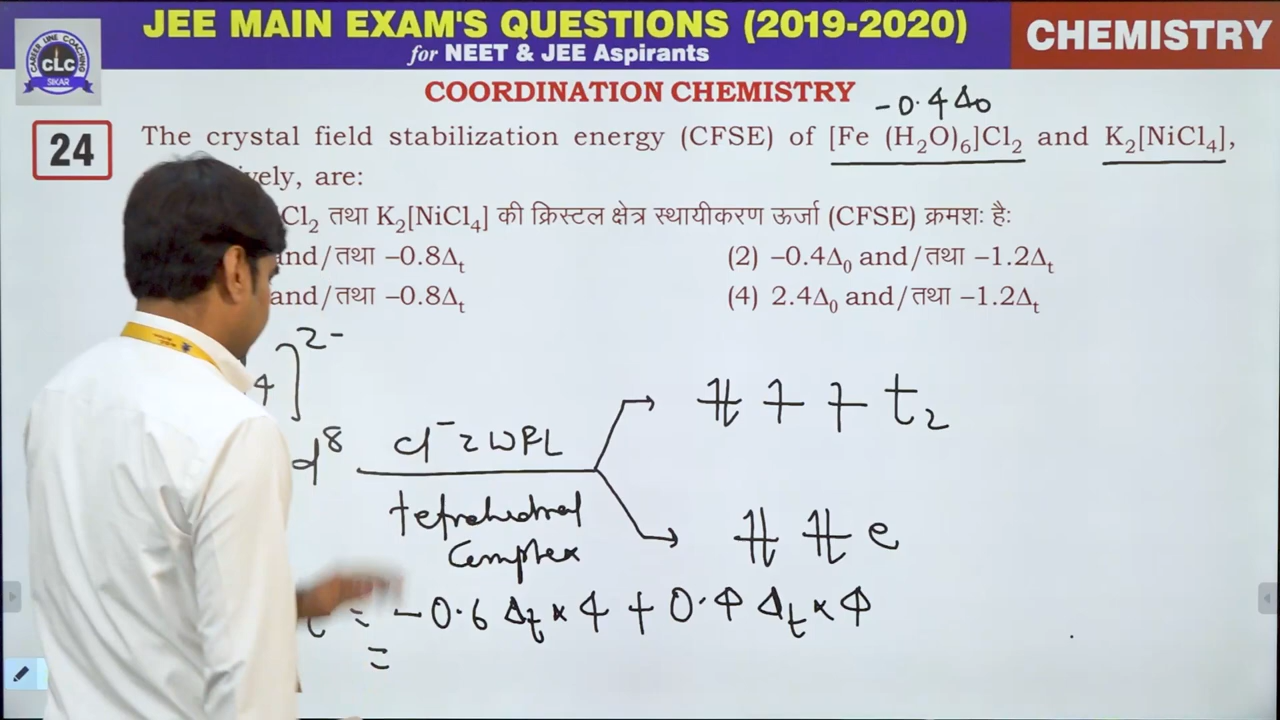 JEE MAIN EXAM'S QUESTIONS (2019-2020)
for NEET & JEE Aspirants
CHEMISTRY
CAREER LINE COACHING
CLC
SIKAR
COORDINATION CHEMISTRY
-0.4Δ0
24
The crystal field stabilization energy (CFSE) of [Fe (H2O)6]Cl2 and K2[NiCl4],
are:
Cl2 तथा K2[NiCl4] की क्रिस्टल क्षेत्र स्थायीकरण ऊर्जा (CFSE) क्रमशः है:
and/तथा –0.8Δt
(2) –0.4Δ0 and/तथा –1.2Δt
and/तथा –0.8Δt
(4) 2.4Δ0 and/तथा –1.2Δt
4]2-
t2
d8
Cl- = WFL
tetrahedral
Complex
e
= -0.6 Δt × 4 + 0.4 Δt × 4
=